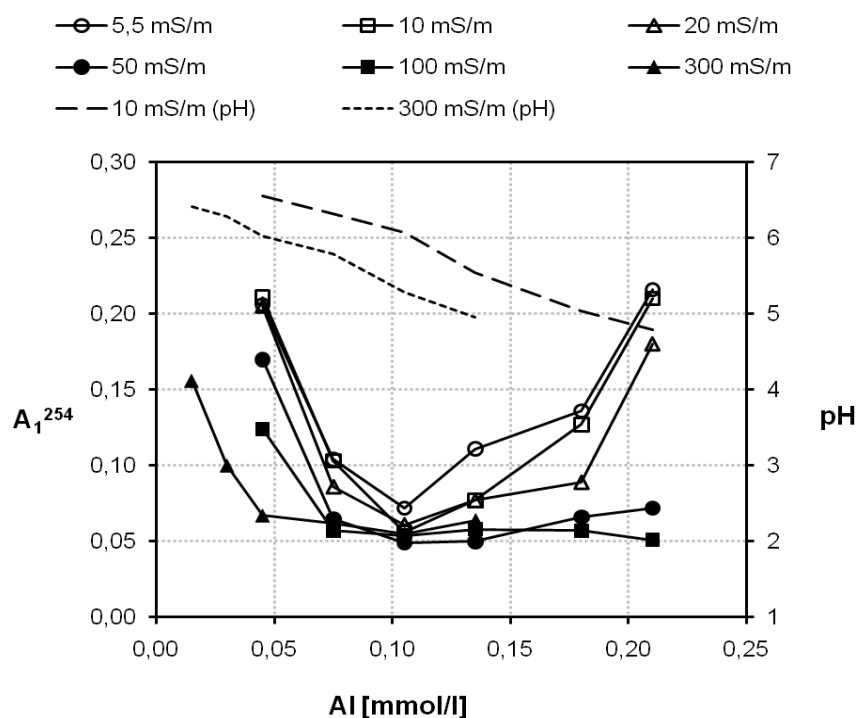 5,5 mS/m 10 mS/m 20 mS/m
50 mS/m 100 mS/m 300 mS/m
10 mS/m (pH) 300 mS/m (pH)
0,30 7
0,25 6
0,20 5
0,15 4
A₁²⁵⁴ pH
0,10 3
0,05 2
0,00 1
0,00 0,05 0,10 0,15 0,20 0,25
Al [mmol/l]